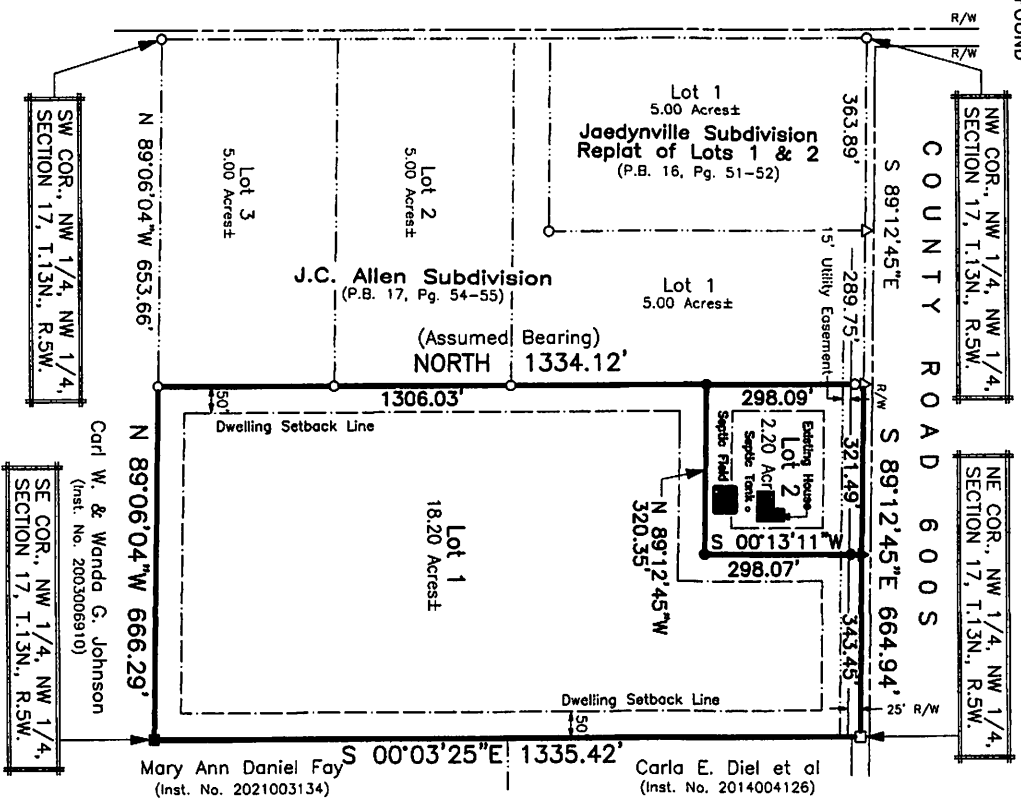 OUND
R/W
R/W
NW COR., NW 1/4, NW 1/4,
SECTION 17, T.13N., R.5W.
COUNTY ROAD 600S
NE COR., NW 1/4, NW 1/4,
SECTION 17, T.13N., R.5W.
SW COR., NW 1/4, NW 1/4,
SECTION 17, T.13N., R.5W.
SE COR., NW 1/4, NW 1/4,
SECTION 17, T.13N., R.5W.
363.89'
S 89°12'45"E
289.75'
15' Utility Easement
R/W
321.49'
S 89°12'45"E 664.94'
343.45'
25' R/W
Lot 1
5.00 Acres±
Jaedynville Subdivision
Replat of Lots 1 & 2
(P.B. 16, Pg. 51-52)
Lot 2
5.00 Acres±
Lot 3
5.00 Acres±
N 89°06'04"W 653.66'
J.C. Allen Subdivision
(P.B. 17, Pg. 54-55)
Lot 1
5.00 Acres±
(Assumed Bearing)
NORTH 1334.12'
1306.03'
298.09'
50'
Dwelling Setback Line
Existing House
Lot 2
2.20 Acr
Septic Tank
Septic Field
N 89°12'45"W
320.35'
S 00°13'11"W
298.07'
Lot 1
18.20 Acres±
Dwelling Setback Line
50'
N 89°06'04"W 666.29'
Carl W. & Wanda G. Johnson
(Inst. No. 2003006910)
S 00°03'25"E 1335.42'
Mary Ann Daniel Fay
(Inst. No. 2021003134)
Carla E. Diel et al
(Inst. No. 2014004126)